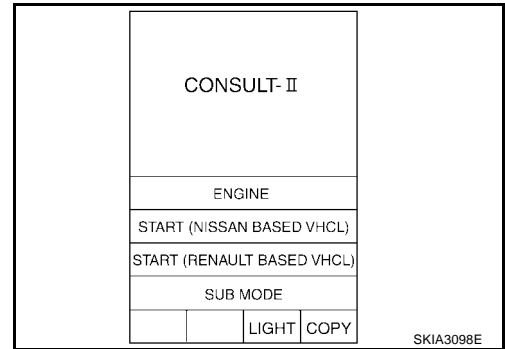 CONSULT-Ⅱ
ENGINE
START (NISSAN BASED VHCL)
START (RENAULT BASED VHCL)
SUB MODE
LIGHT COPY
SKIA3098E